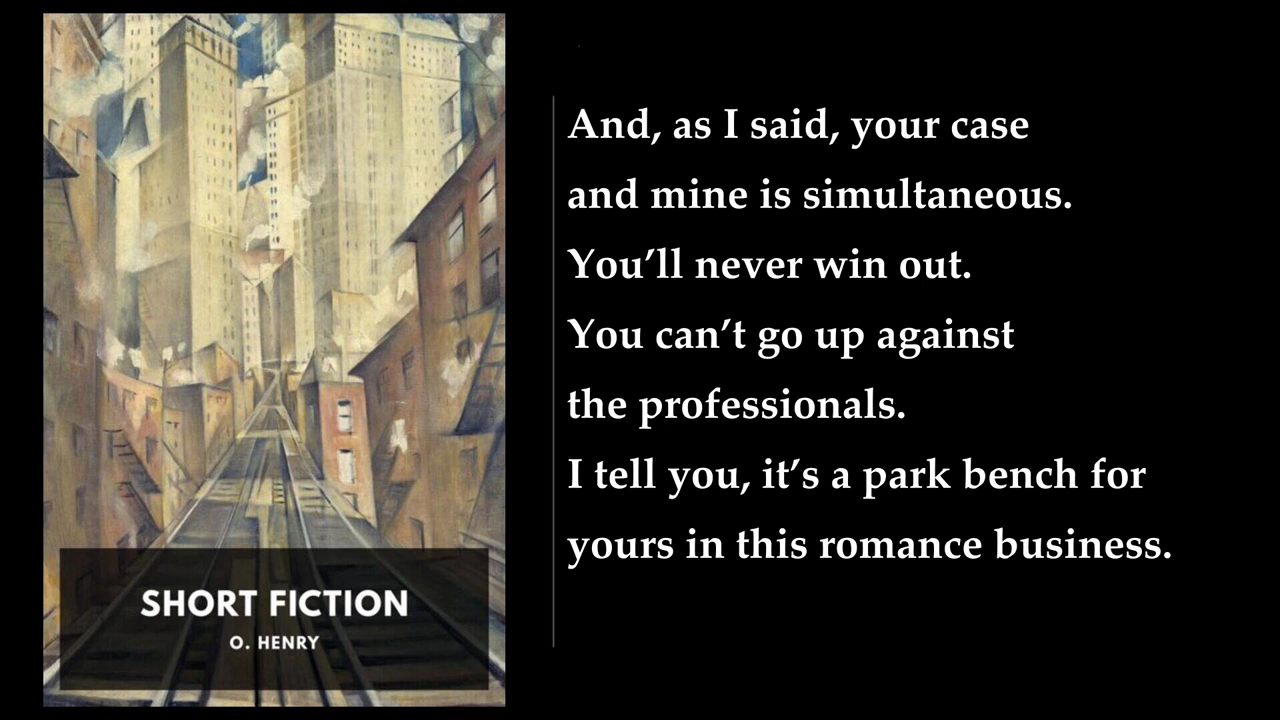 SHORT FICTION
O. HENRY
And, as I said, your case
and mine is simultaneous.
You’ll never win out.
You can’t go up against
the professionals.
I tell you, it’s a park bench for
yours in this romance business.